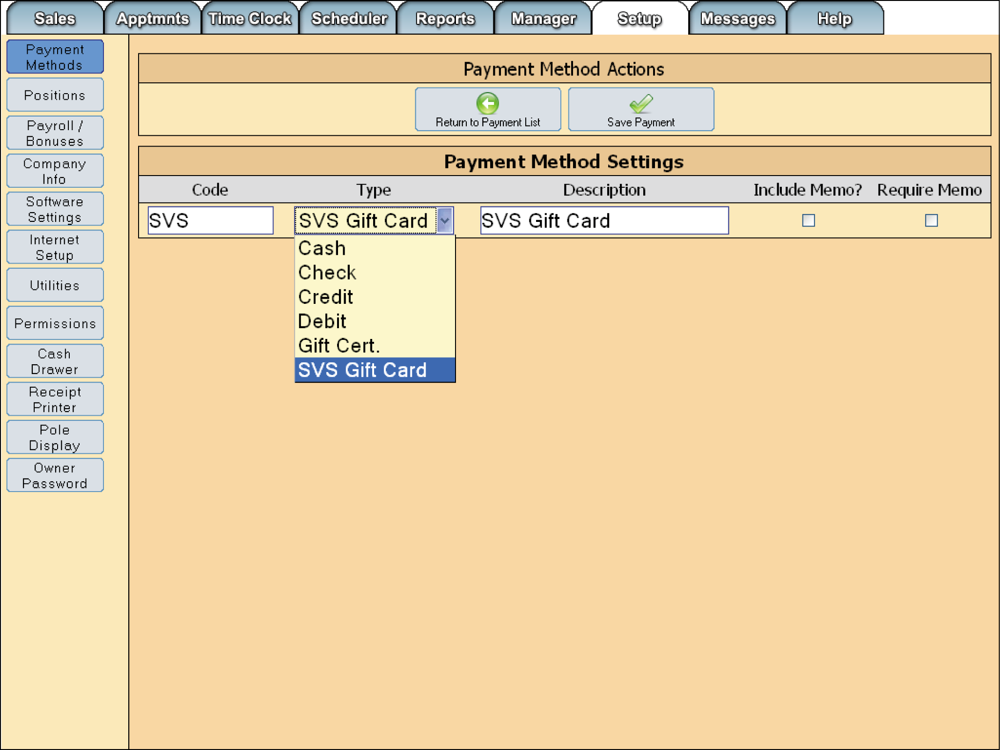 Sales Apptmnts Time Clock Scheduler Reports Manager Setup Messages Help
Payment
Methods
Positions
Payroll /
Bonuses
Company
Info
Software
Settings
Internet
Setup
Utilities
Permissions
Cash
Drawer
Receipt
Printer
Pole
Display
Owner
Password
Payment Method Actions
Return to Payment List Save Payment
Payment Method Settings
Code Type Description Include Memo? Require Memo
SVS SVS Gift Card SVS Gift Card
Cash
Check
Credit
Debit
Gift Cert.
SVS Gift Card